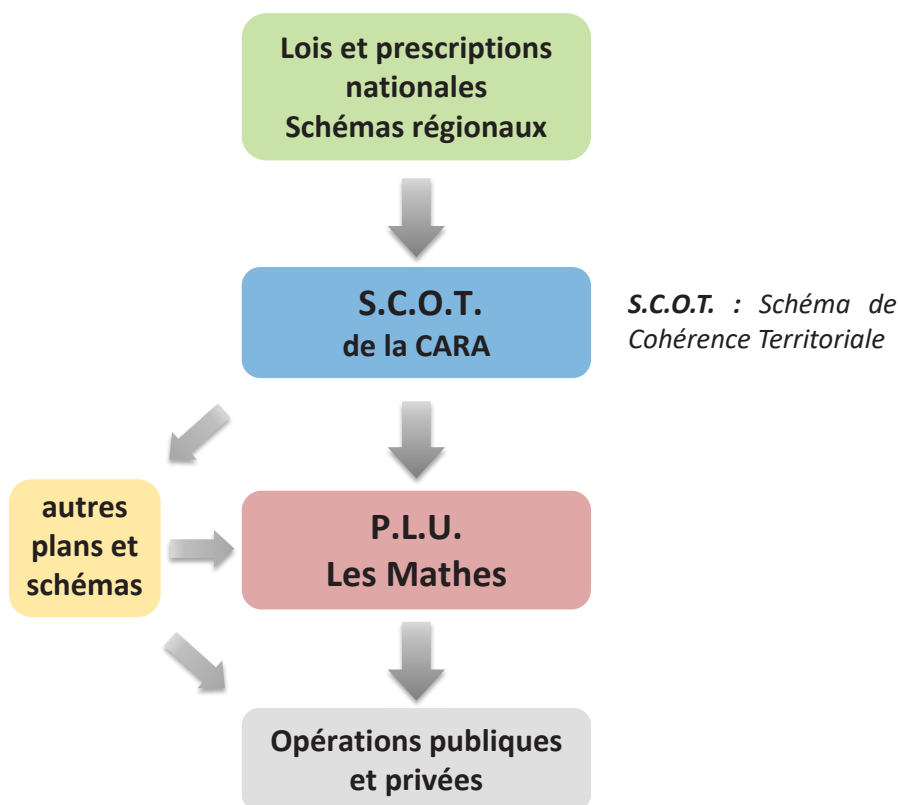 Lois et prescriptions
nationales
Schémas régionaux
S.C.O.T.
de la CARA
S.C.O.T. : Schéma de
Cohérence Territoriale
autres
plans et
schémas
P.L.U.
Les Mathes
Opérations publiques
et privées